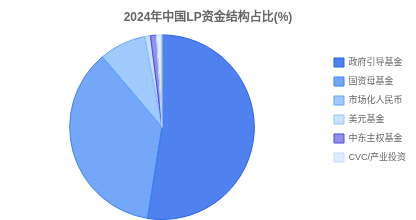 2024年中国LP资金结构占比(%)
政府引导基金
国资母基金
市场化人民币
美元基金
中东主权基金
CVC/产业投资